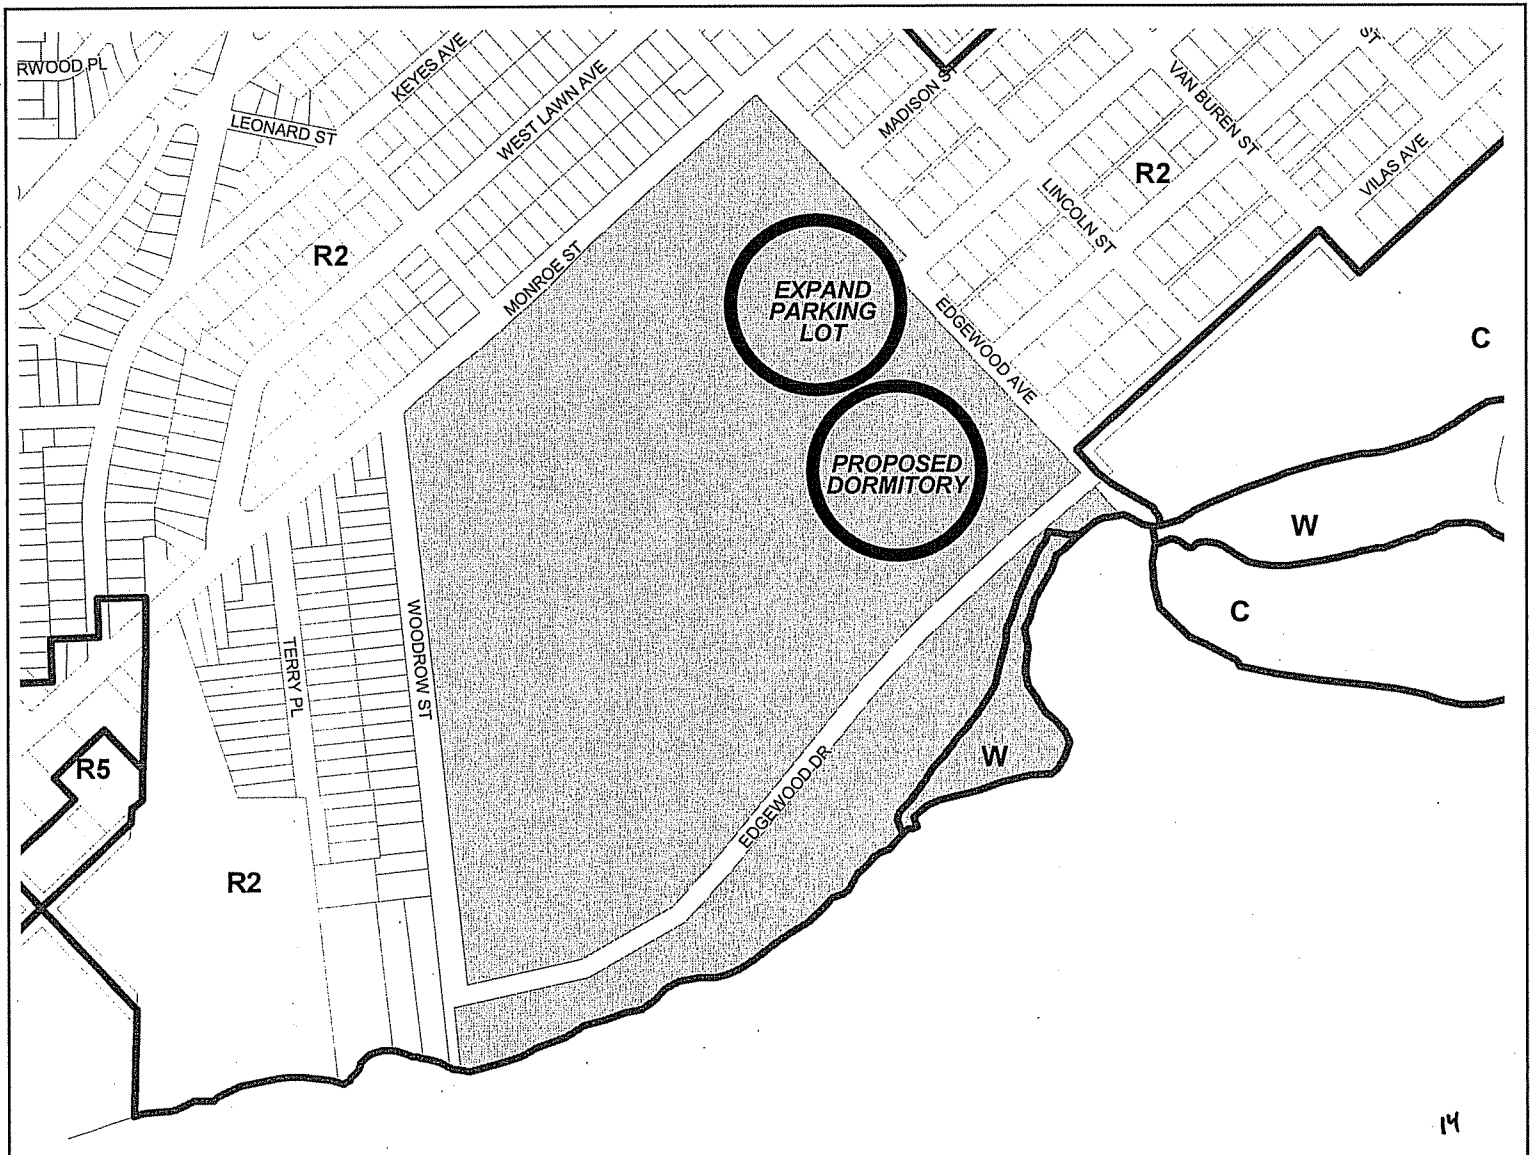 RWOOD PL
KEYES AVE
LEONARD ST
WEST LAWN AVE
MADISON ST
VAN BUREN ST
ST
VILAS AVE
R2
LINCOLN ST
R2
MONROE ST
EXPAND
PARKING
LOT
EDGEWOOD AVE
C
PROPOSED
DORMITORY
W
C
WOODROW ST
TERRY PL
R5
W
EDGEWOOD DR
R2
14